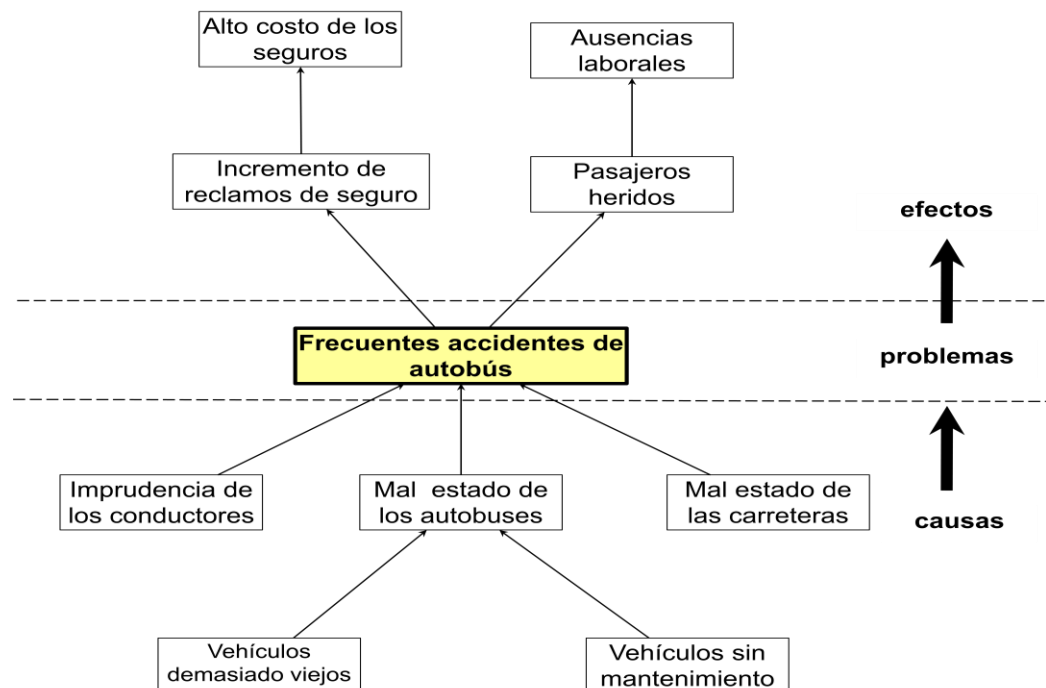 Alto costo de los
seguros
Ausencias
laborales
Incremento de
reclamos de seguro
Pasajeros
heridos
efectos
Frecuentes accidentes de
autobús
problemas
Imprudencia de
los conductores
Mal estado de
los autobuses
Mal estado de
las carreteras
causas
Vehículos
demasiado viejos
Vehículos sin
mantenimiento